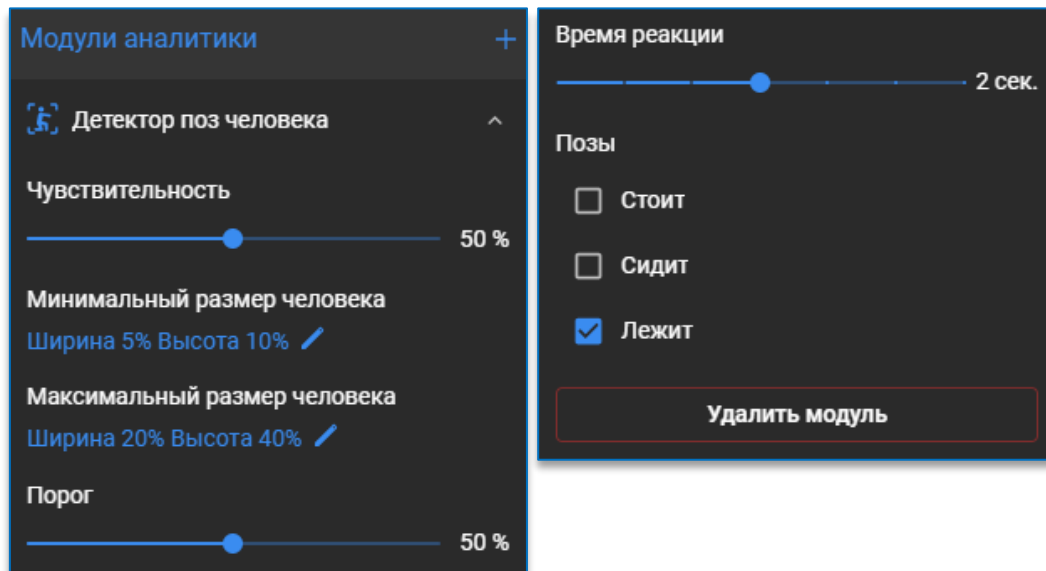 Модули аналитики +
Детектор поз человека
Чувствительность
50 %
Минимальный размер человека
Ширина 5% Высота 10%
Максимальный размер человека
Ширина 20% Высота 40%
Порог
50 %
Время реакции
2 сек.
Позы
Стоит
Сидит
Лежит
Удалить модуль